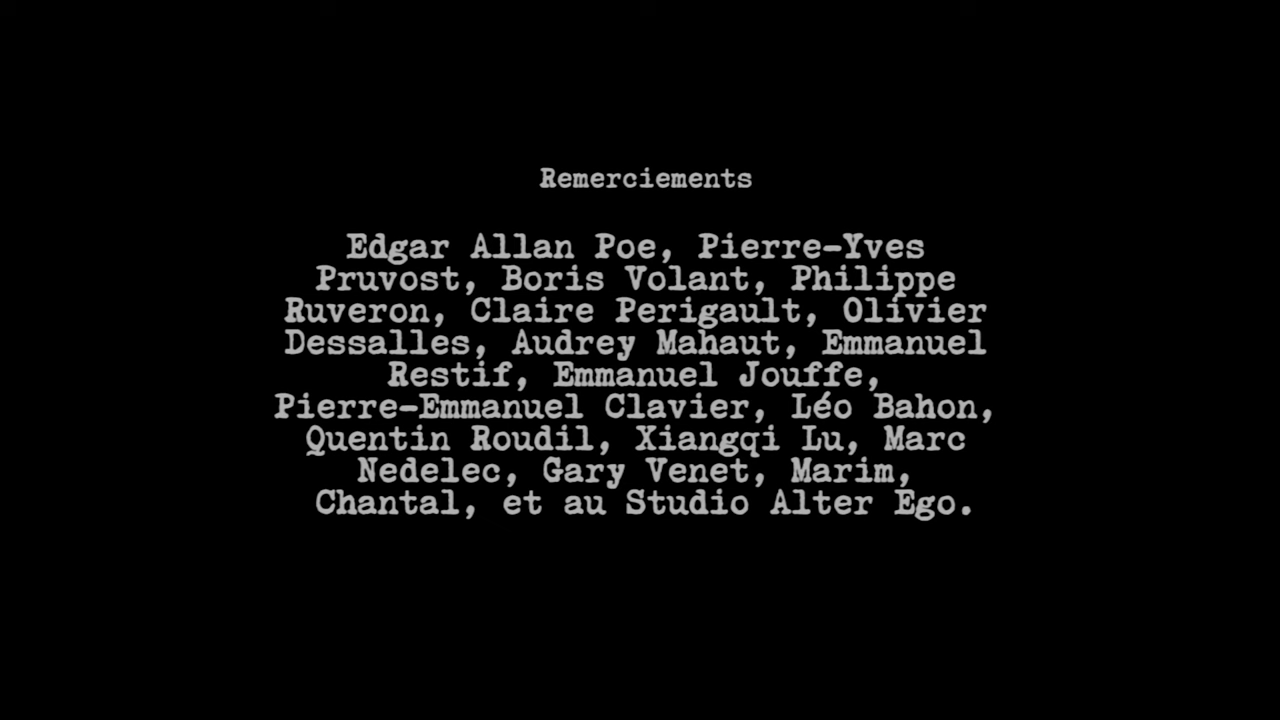 Remerciements
Edgar Allan Poe, Pierre-Yves
Pruvost, Boris Volant, Philippe
Ruveron, Claire Perigault, Olivier
Dessalles, Audrey Mahaut, Emmanuel
Restif, Emmanuel Jouffe,
Pierre-Emmanuel Clavier, Léo Bahon,
Quentin Roudil, Xiangqi Lu, Marc
Nedelec, Gary Venet, Marim,
Chantal, et au Studio Alter Ego.